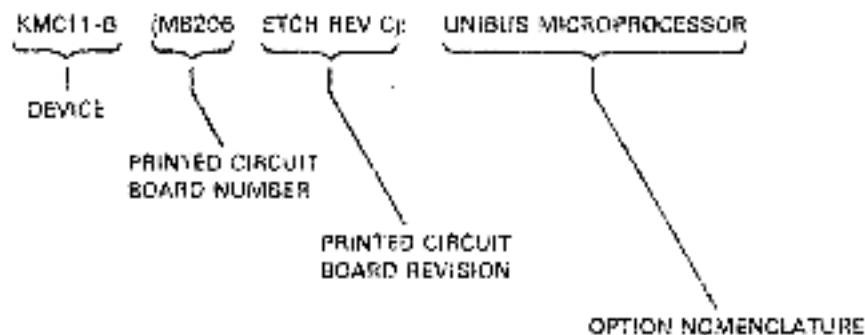 KMC11-B (M8206 ETCH REV C): UNIBUS MICROPROCESSOR
DEVICE
PRINTED CIRCUIT
BOARD NUMBER
PRINTED CIRCUIT
BOARD REVISION
OPTION NOMENCLATURE